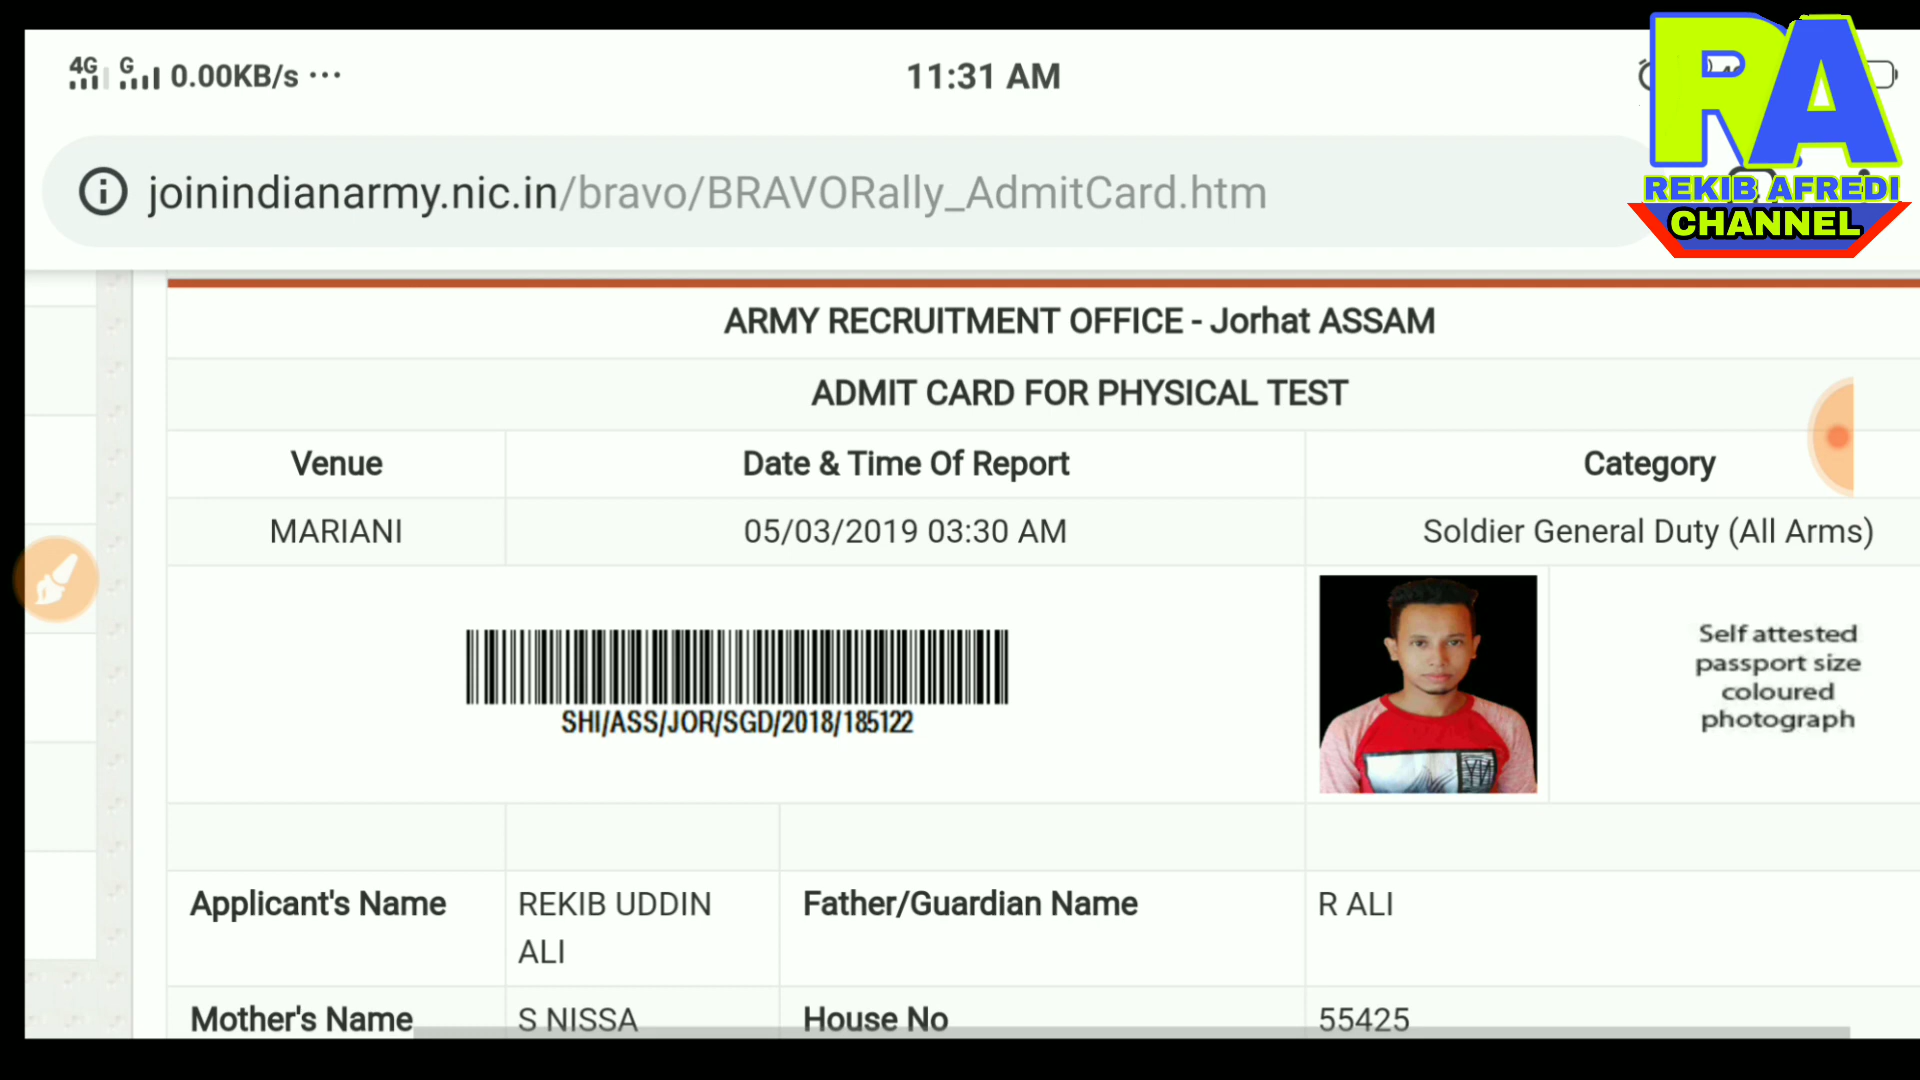 4G G 0.00KB/s ...
11:31 AM
RA
REKIB AFREDI
CHANNEL
joinindianarmy.nic.in/bravo/BRAVORally_AdmitCard.htm
ARMY RECRUITMENT OFFICE - Jorhat ASSAM
ADMIT CARD FOR PHYSICAL TEST
Venue Date & Time Of Report Category
MARIANI 05/03/2019 03:30 AM Soldier General Duty (All Arms)
SHI/ASS/JOR/SGD/2018/185122
Self attested
passport size
coloured
photograph
Applicant's Name REKIB UDDIN Father/Guardian Name R ALI
ALI
Mother's Name S NISSA House No 55425